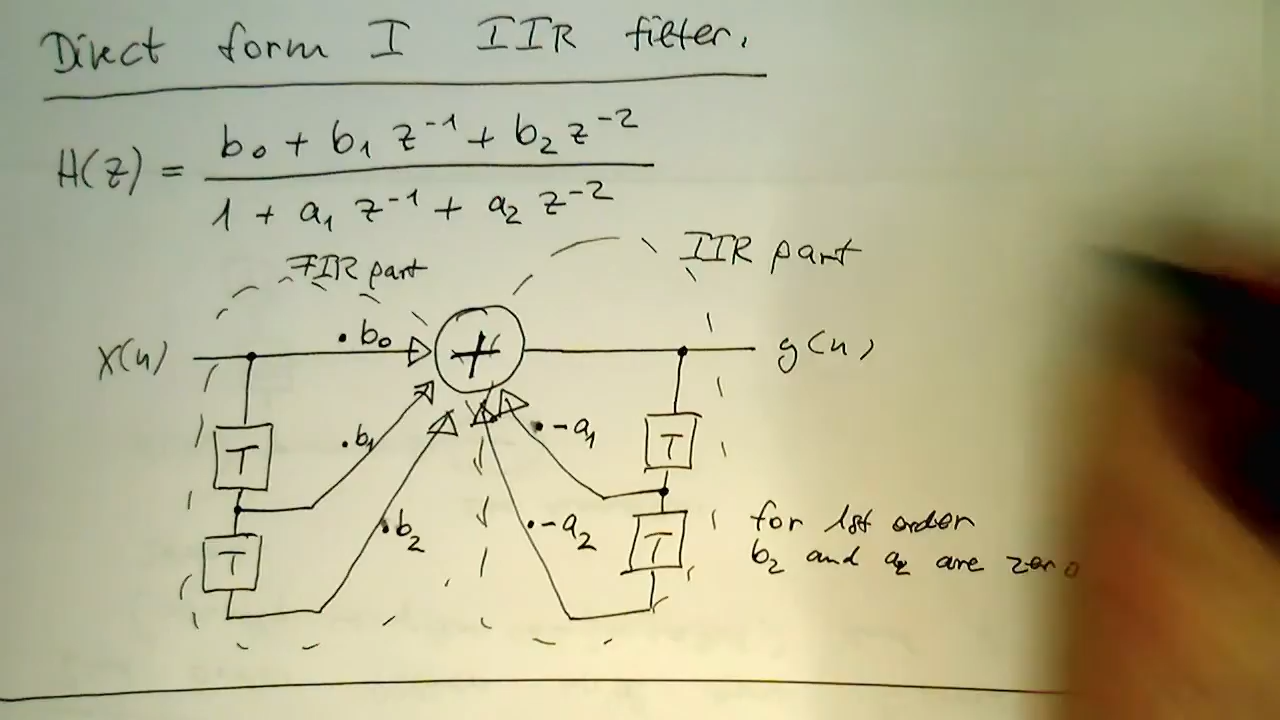 Direct form I IIR filter.
H(z) = b₀ + b₁ z⁻¹ + b₂ z⁻²
1 + a₁ z⁻¹ + a₂ z⁻²
FIR part
IIR part
x(n)
· b₀
+
y(n)
T
· b₁
· -a₁
T
T
· b₂
· -a₂
T
for 1st order
b₂ and a₂ are zero